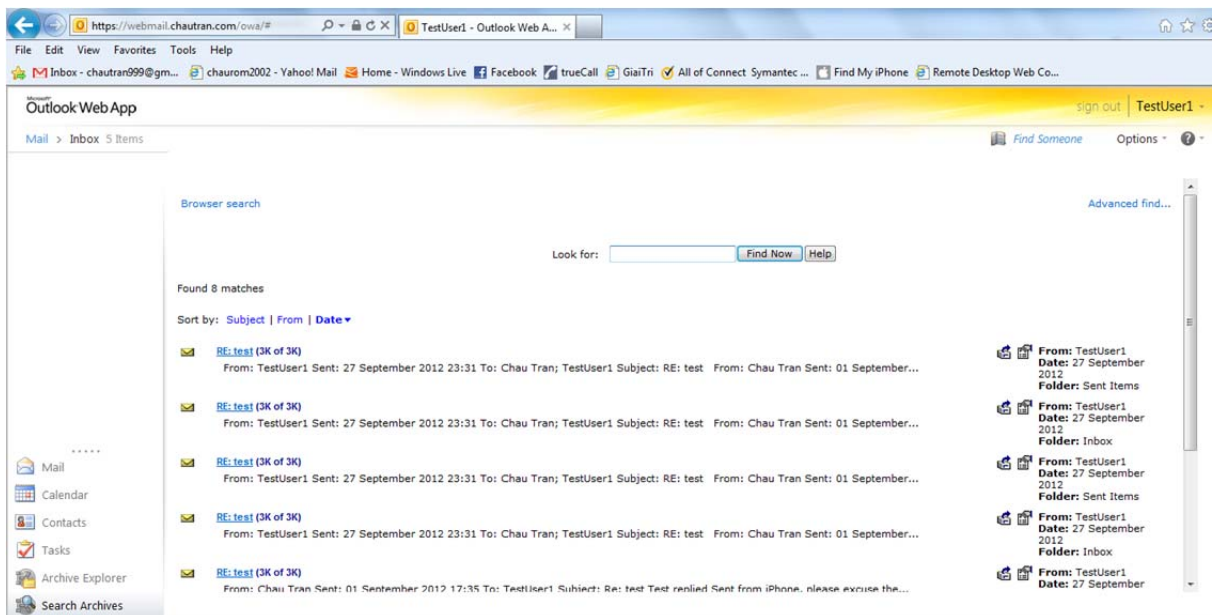 https://webmail.chautran.com/owa/#
TestUser1 - Outlook Web A...
File Edit View Favorites Tools Help
Inbox - chautran999@gm... chaurom2002 - Yahoo! Mail Home - Windows Live Facebook trueCall GiaiTri All of Connect Symantec ... Find My iPhone Remote Desktop Web Co...
Microsoft
Outlook Web App
sign out TestUser1
Mail > Inbox 5 Items
Find Someone Options
Browser search
Advanced find...
Look for: Find Now Help
Found 8 matches
Sort by: Subject | From | Date
RE: test (3K of 3K)
From: TestUser1 Sent: 27 September 2012 23:31 To: Chau Tran; TestUser1 Subject: RE: test From: Chau Tran Sent: 01 September...
From: TestUser1
Date: 27 September
2012
Folder: Sent Items
RE: test (3K of 3K)
From: TestUser1 Sent: 27 September 2012 23:31 To: Chau Tran; TestUser1 Subject: RE: test From: Chau Tran Sent: 01 September...
From: TestUser1
Date: 27 September
2012
Folder: Inbox
RE: test (3K of 3K)
From: TestUser1 Sent: 27 September 2012 23:31 To: Chau Tran; TestUser1 Subject: RE: test From: Chau Tran Sent: 01 September...
From: TestUser1
Date: 27 September
2012
Folder: Sent Items
RE: test (3K of 3K)
From: TestUser1 Sent: 27 September 2012 23:31 To: Chau Tran; TestUser1 Subject: RE: test From: Chau Tran Sent: 01 September...
From: TestUser1
Date: 27 September
2012
Folder: Inbox
RE: test (3K of 3K)
From: Chau Tran Sent: 01 September 2012 17:35 To: TestUser1 Subject: Re: test Test replied Sent from iPhone, please excuse the...
From: TestUser1
Date: 27 September
Mail
Calendar
Contacts
Tasks
Archive Explorer
Search Archives